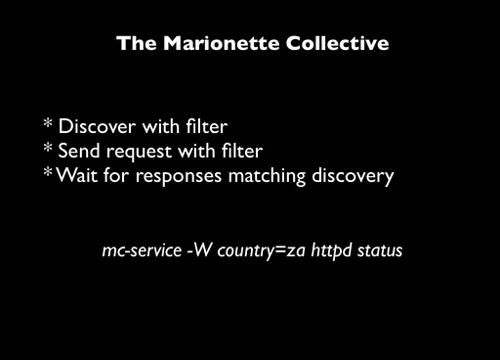 The Marionette Collective
* Discover with filter
* Send request with filter
* Wait for responses matching discovery
mc-service -W country=za httpd status